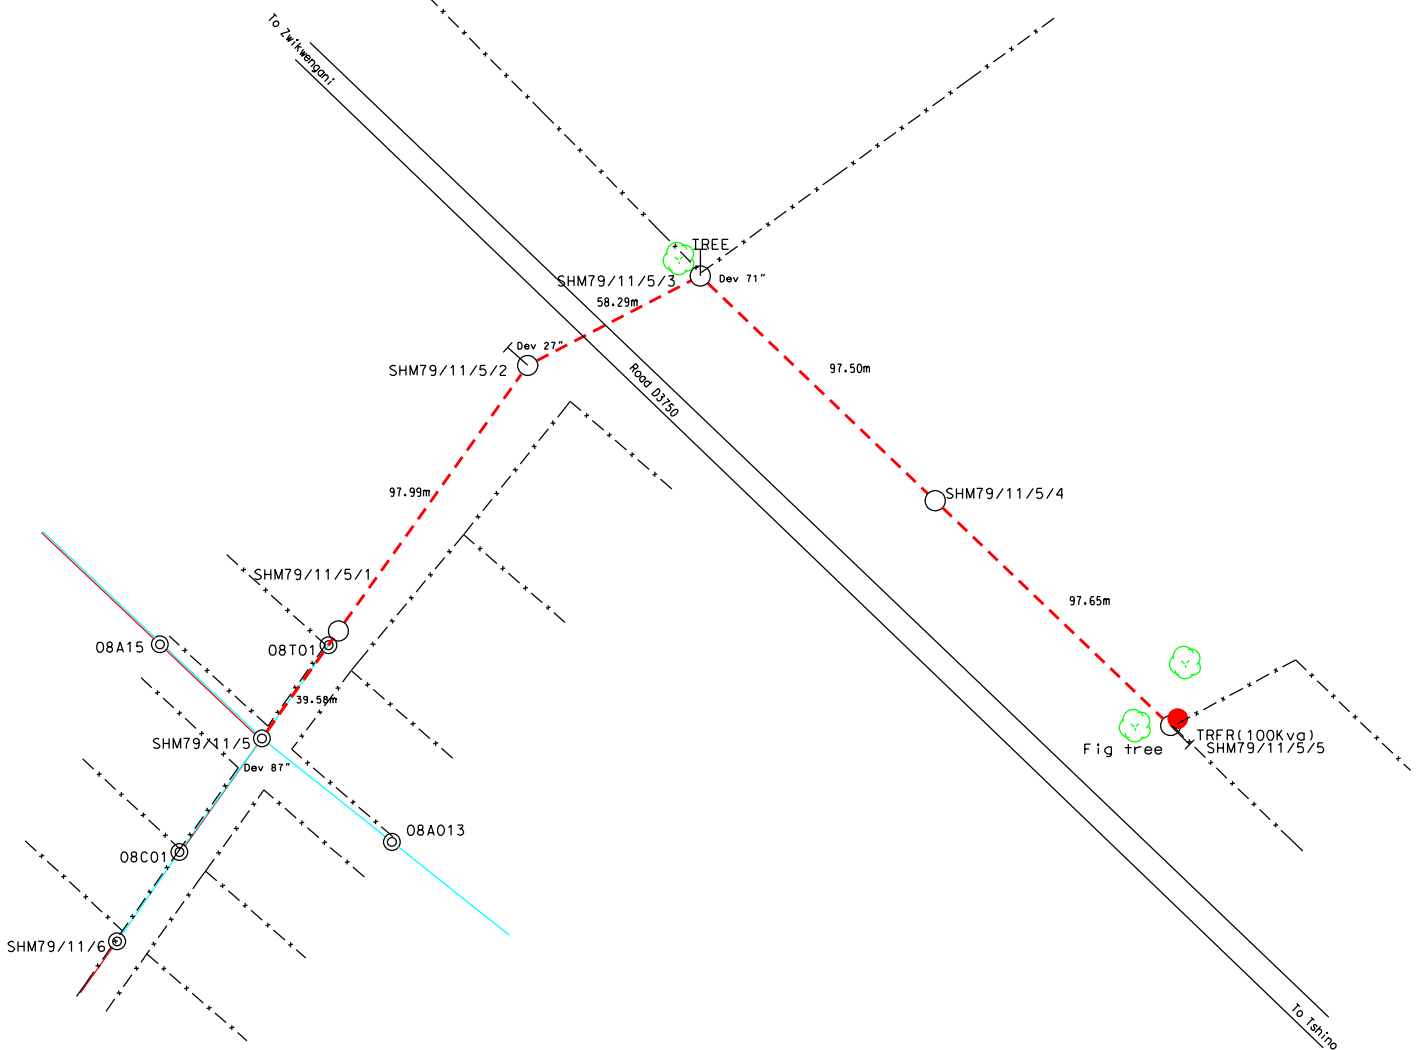 To Zwikwengani
TREE
SHM79/11/5/3
Dev 71"
58.29m
Dev 27"
SHM79/11/5/2
97.50m
Road D3750
97.99m
SHM79/11/5/4
SHM79/11/5/1
97.65m
08A15
08T01
39.58m
SHM79/11/5
Dev 87"
TRFR(100Kva)
SHM79/11/5/5
Fig tree
08A013
08C01
SHM79/11/6
To Tshino